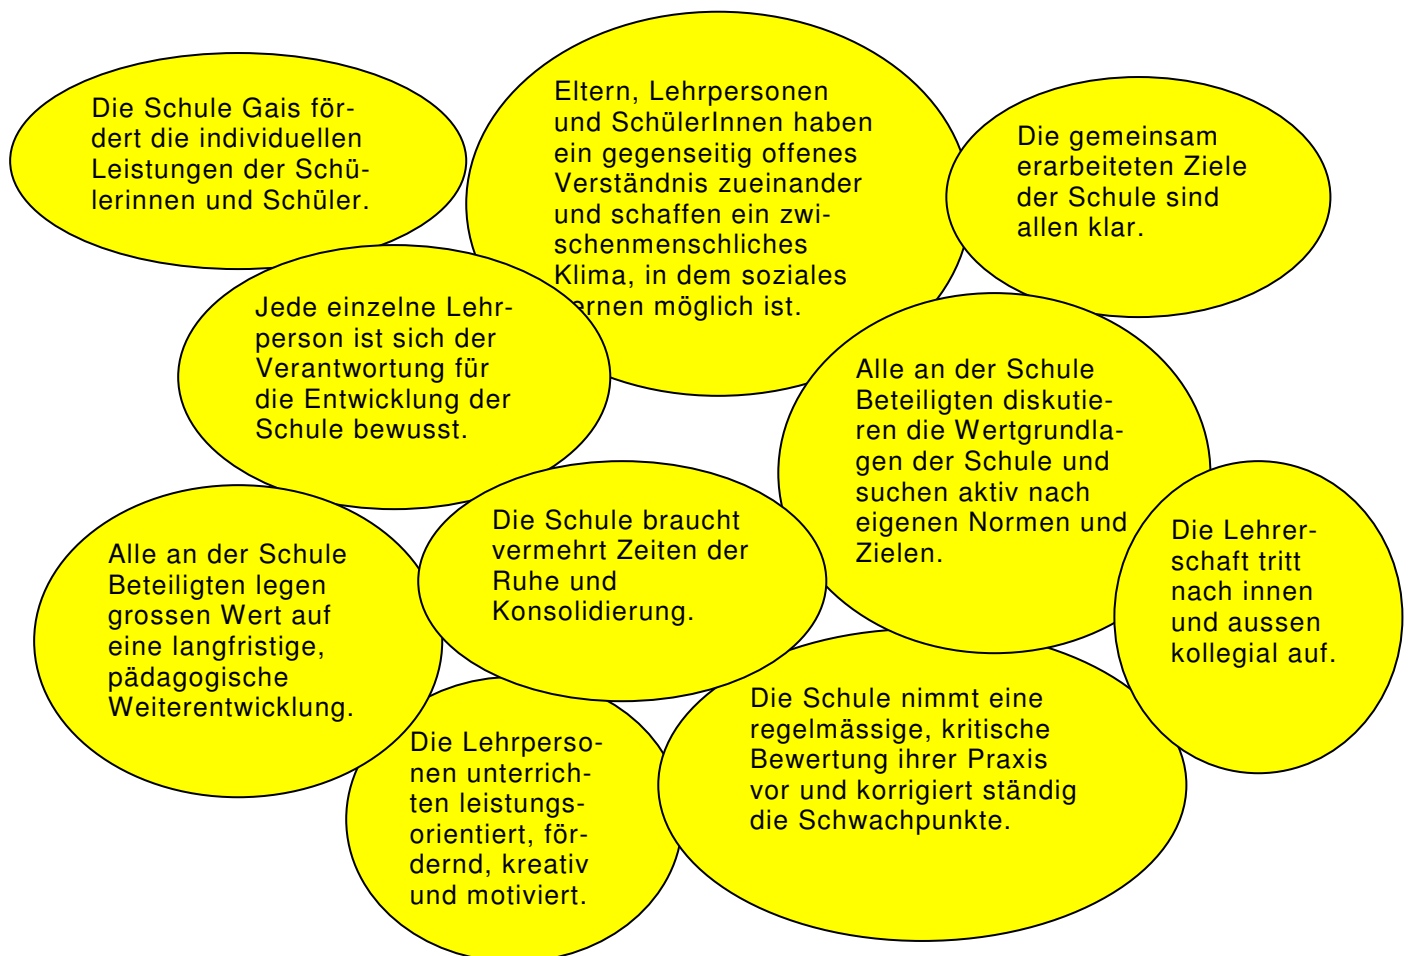 Die Schule Gais för-
dert die individuellen
Leistungen der Schü-
lerinnen und Schüler.
Eltern, Lehrpersonen
und SchülerInnen haben
ein gegenseitig offenes
Verständnis zueinander
und schaffen ein zwi-
schenmenschliches
Klima, in dem soziales
ernen möglich ist.
Die gemeinsam
erarbeiteten Ziele
der Schule sind
allen klar.
Jede einzelne Lehr-
person ist sich der
Verantwortung für
die Entwicklung der
Schule bewusst.
Alle an der Schule
Beteiligten diskutie-
ren die Wertgrundla-
gen der Schule und
suchen aktiv nach
eigenen Normen und
Zielen.
Die Schule braucht
vermehrt Zeiten der
Ruhe und
Konsolidierung.
Die Lehrer-
schaft tritt
nach innen
und aussen
kollegial auf.
Alle an der Schule
Beteiligten legen
grossen Wert auf
eine langfristige,
pädagogische
Weiterentwicklung.
Die Schule nimmt eine
regelmässige, kritische
Bewertung ihrer Praxis
vor und korrigiert ständig
die Schwachpunkte.
Die Lehrperso-
nen unterrich-
ten leistungs-
orientiert, för-
dernd, kreativ
und motiviert.